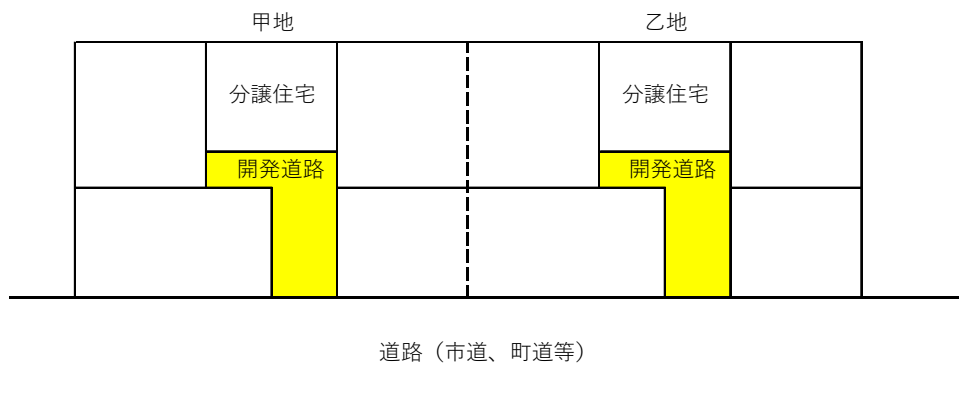 甲地
乙地
分譲住宅
分譲住宅
開発道路
開発道路
道路（市道、町道等）